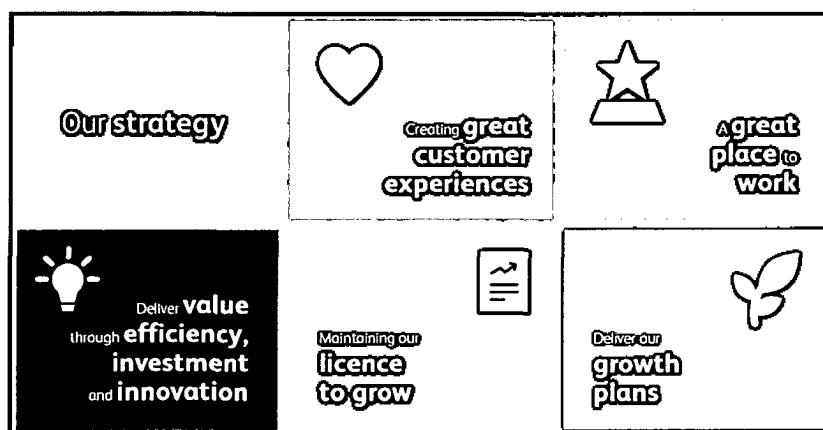 Our strategy
Creating great
customer
experiences
A great
place to
work
Deliver value
through efficiency,
investment
and innovation
Maintaining our
licence
to grow
Deliver our
growth
plans